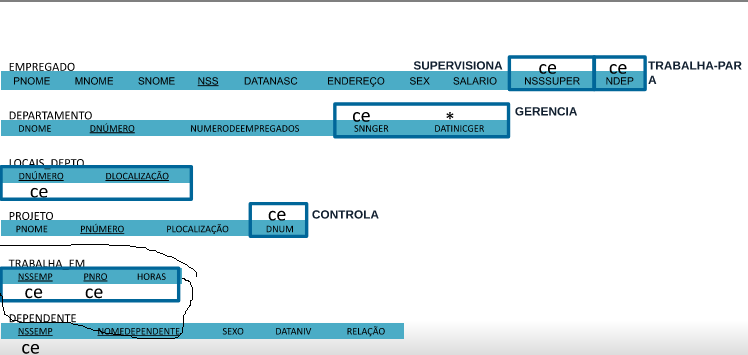 EMPREGADO SUPERVISIONA ce ce TRABALHA-PAR
PNOME MNOME SNOME NSS DATANASC ENDEREÇO SEX SALARIO NSSSUPER NDEP A
DEPARTAMENTO ce * GERENCIA
DNOME DNÚMERO NUMERODEEMPREGADOS SNNGER DATINICGER
LOCAIS_DEPTO
DNÚMERO DLOCALIZAÇÃO
ce
PROJETO ce CONTROLA
PNOME PNÚMERO PLOCALIZAÇÃO DNUM
TRABALHA_EM
NSSEMP PNRO HORAS
ce ce
DEPENDENTE
NSSEMP NOMEDEPENDENTE SEXO DATANIV RELAÇÃO
ce